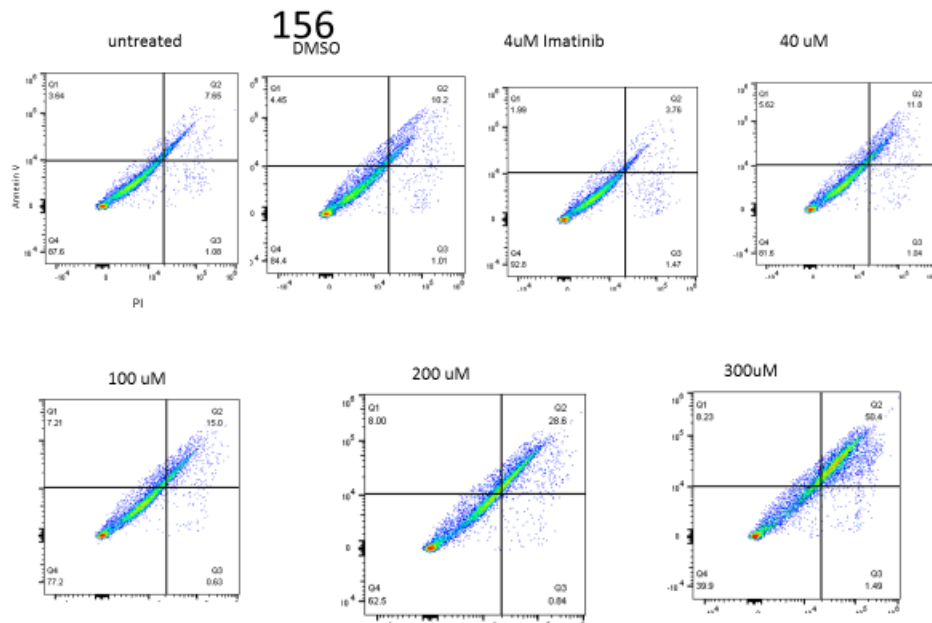 untreated
156
DMSO
4uM Imatinib
40 uM
Q1
3.64
Q2
7.65
Q4
87.6
Q3
1.08
Annexin V
PI
Q1
4.45
Q2
10.2
Q4
84.4
Q3
1.01
Q1
1.99
Q2
3.76
Q4
92.8
Q3
1.47
Q1
5.62
Q2
11.8
Q4
81.6
Q3
1.04
100 uM
200 uM
300uM
Q1
7.21
Q2
15.0
Q4
77.2
Q3
0.63
Q1
8.00
Q2
28.6
Q4
62.5
Q3
0.84
Q1
8.23
Q2
50.4
Q4
39.9
Q3
1.49